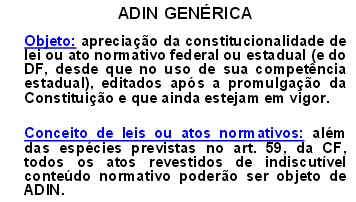 ADIN GENÉRICA
Objeto: apreciação da constitucionalidade de
lei ou ato normativo federal ou estadual (e do
DF, desde que no uso de sua competência
estadual), editados após a promulgação da
Constituição e que ainda estejam em vigor.
Conceito de leis ou atos normativos: além
das espécies previstas no art. 59, da CF,
todos os atos revestidos de indiscutível
conteúdo normativo poderão ser objeto de
ADIN.